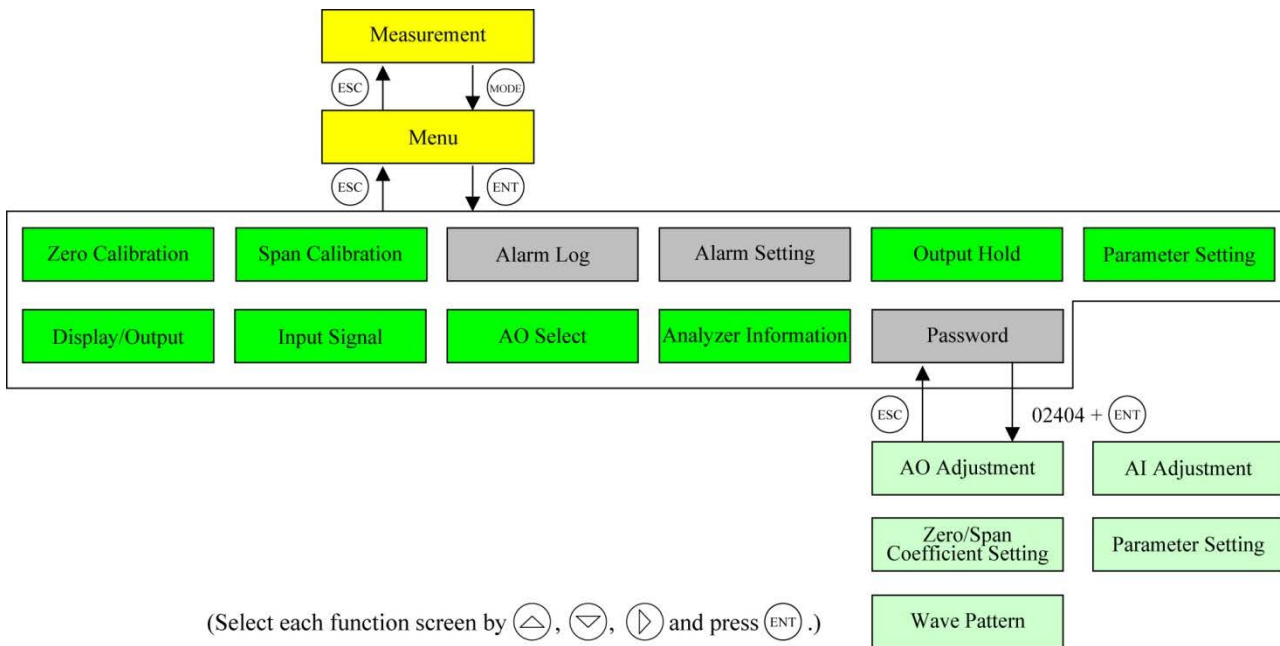 Measurement
ESC
MODE
Menu
ESC
ENT
Zero Calibration
Span Calibration
Alarm Log
Alarm Setting
Output Hold
Parameter Setting
Display/Output
Input Signal
AO Select
Analyzer Information
Password
ESC
02404 + ENT
AO Adjustment
AI Adjustment
Zero/Span
Coefficient Setting
Parameter Setting
Wave Pattern
(Select each function screen by △, ▽, ▷ and press ENT .)